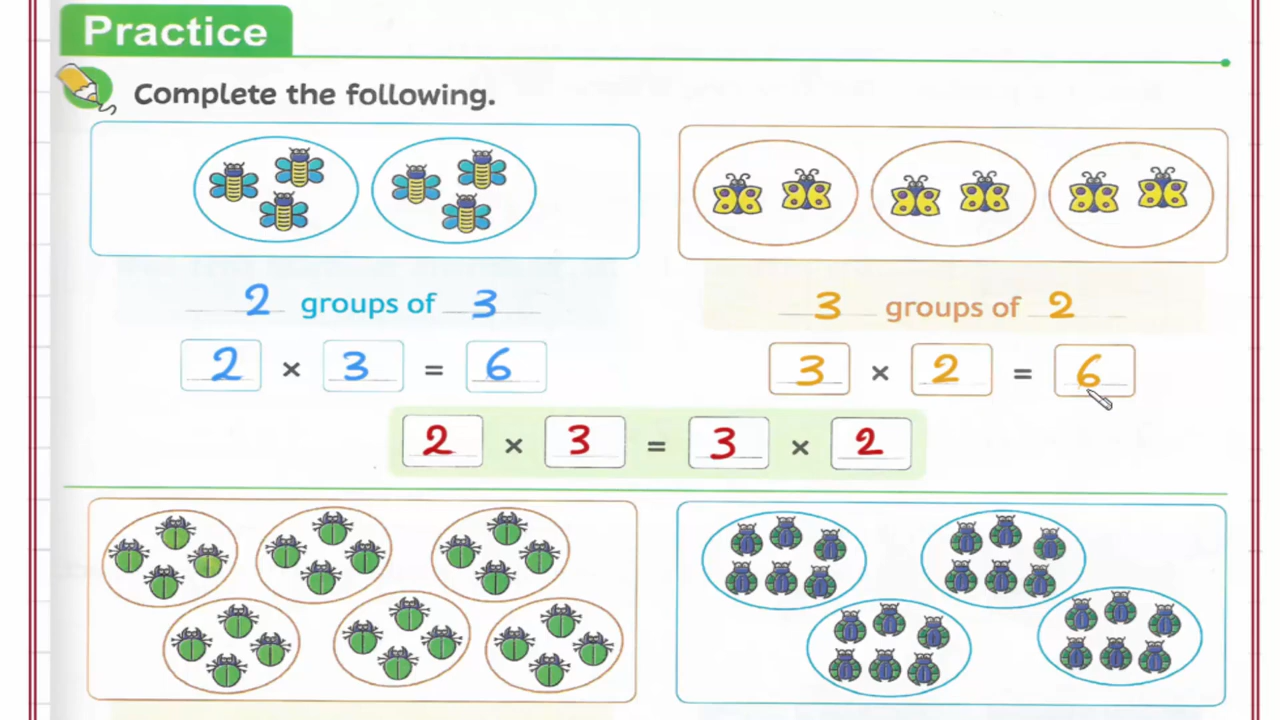 Practice
Complete the following.
2 groups of 3
3 groups of 2
2 × 3 = 6
3 × 2 = 6
2 × 3 = 3 × 2